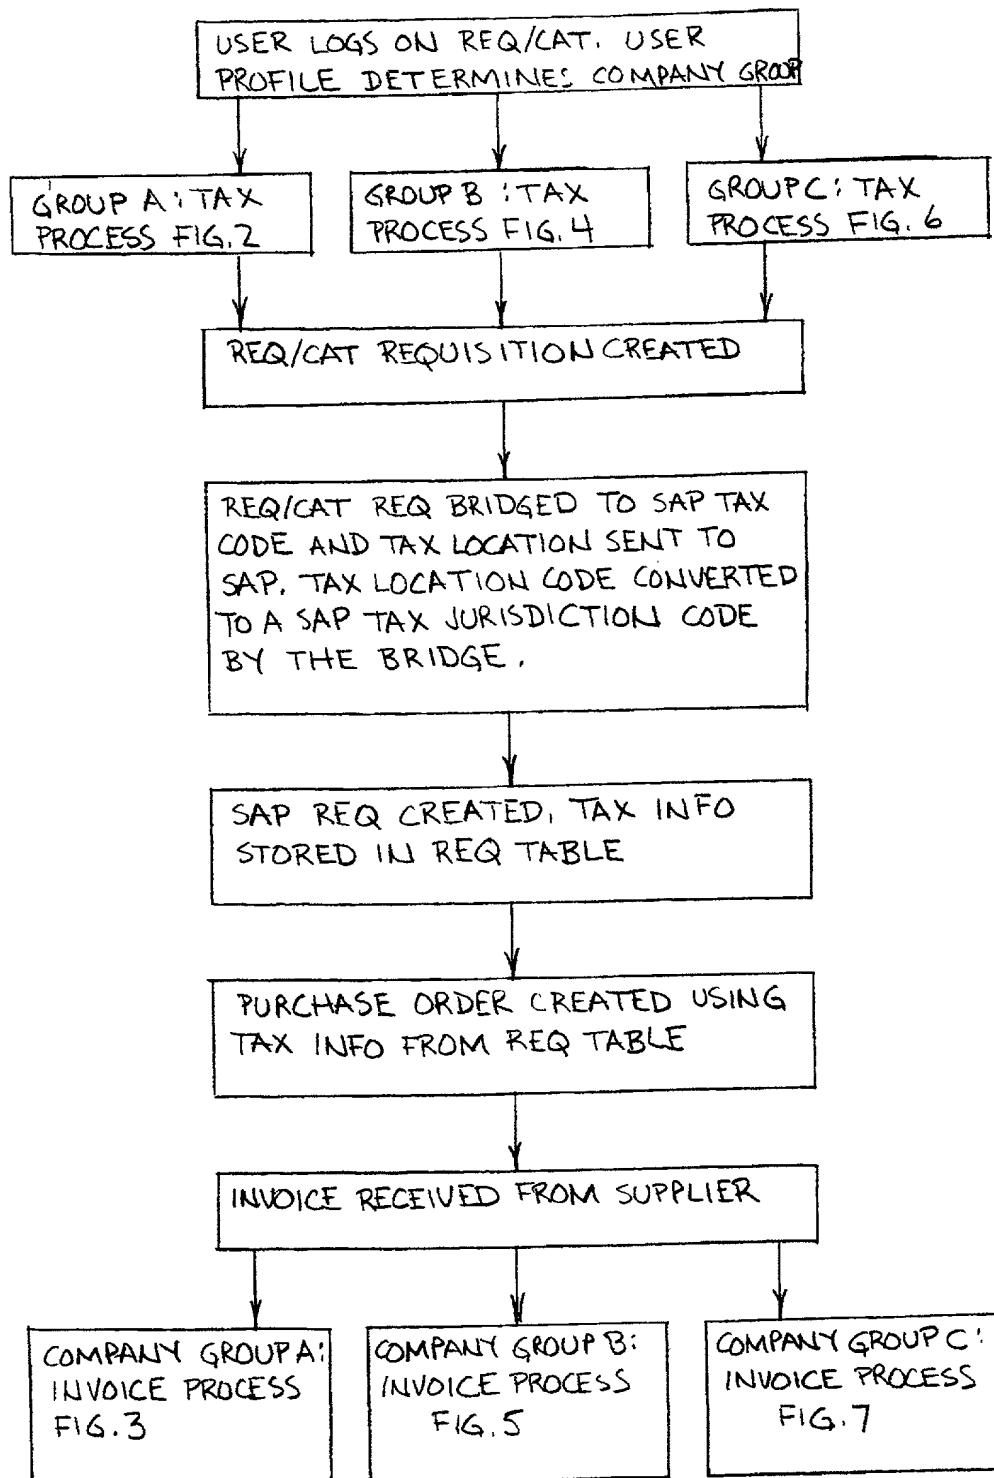 USER LOGS ON REQ/CAT. USER
PROFILE DETERMINES COMPANY GROUP
GROUP A: TAX
PROCESS FIG. 2
GROUP B: TAX
PROCESS FIG. 4
GROUP C: TAX
PROCESS FIG. 6
REQ/CAT REQUISITION CREATED
REQ/CAT REQ BRIDGED TO SAP TAX
CODE AND TAX LOCATION SENT TO
SAP. TAX LOCATION CODE CONVERTED
TO A SAP TAX JURISDICTION CODE
BY THE BRIDGE.
SAP REQ CREATED, TAX INFO
STORED IN REQ TABLE
PURCHASE ORDER CREATED USING
TAX INFO FROM REQ TABLE
INVOICE RECEIVED FROM SUPPLIER
COMPANY GROUP A:
INVOICE PROCESS
FIG. 3
COMPANY GROUP B:
INVOICE PROCESS
FIG. 5
COMPANY GROUP C:
INVOICE PROCESS
FIG. 7